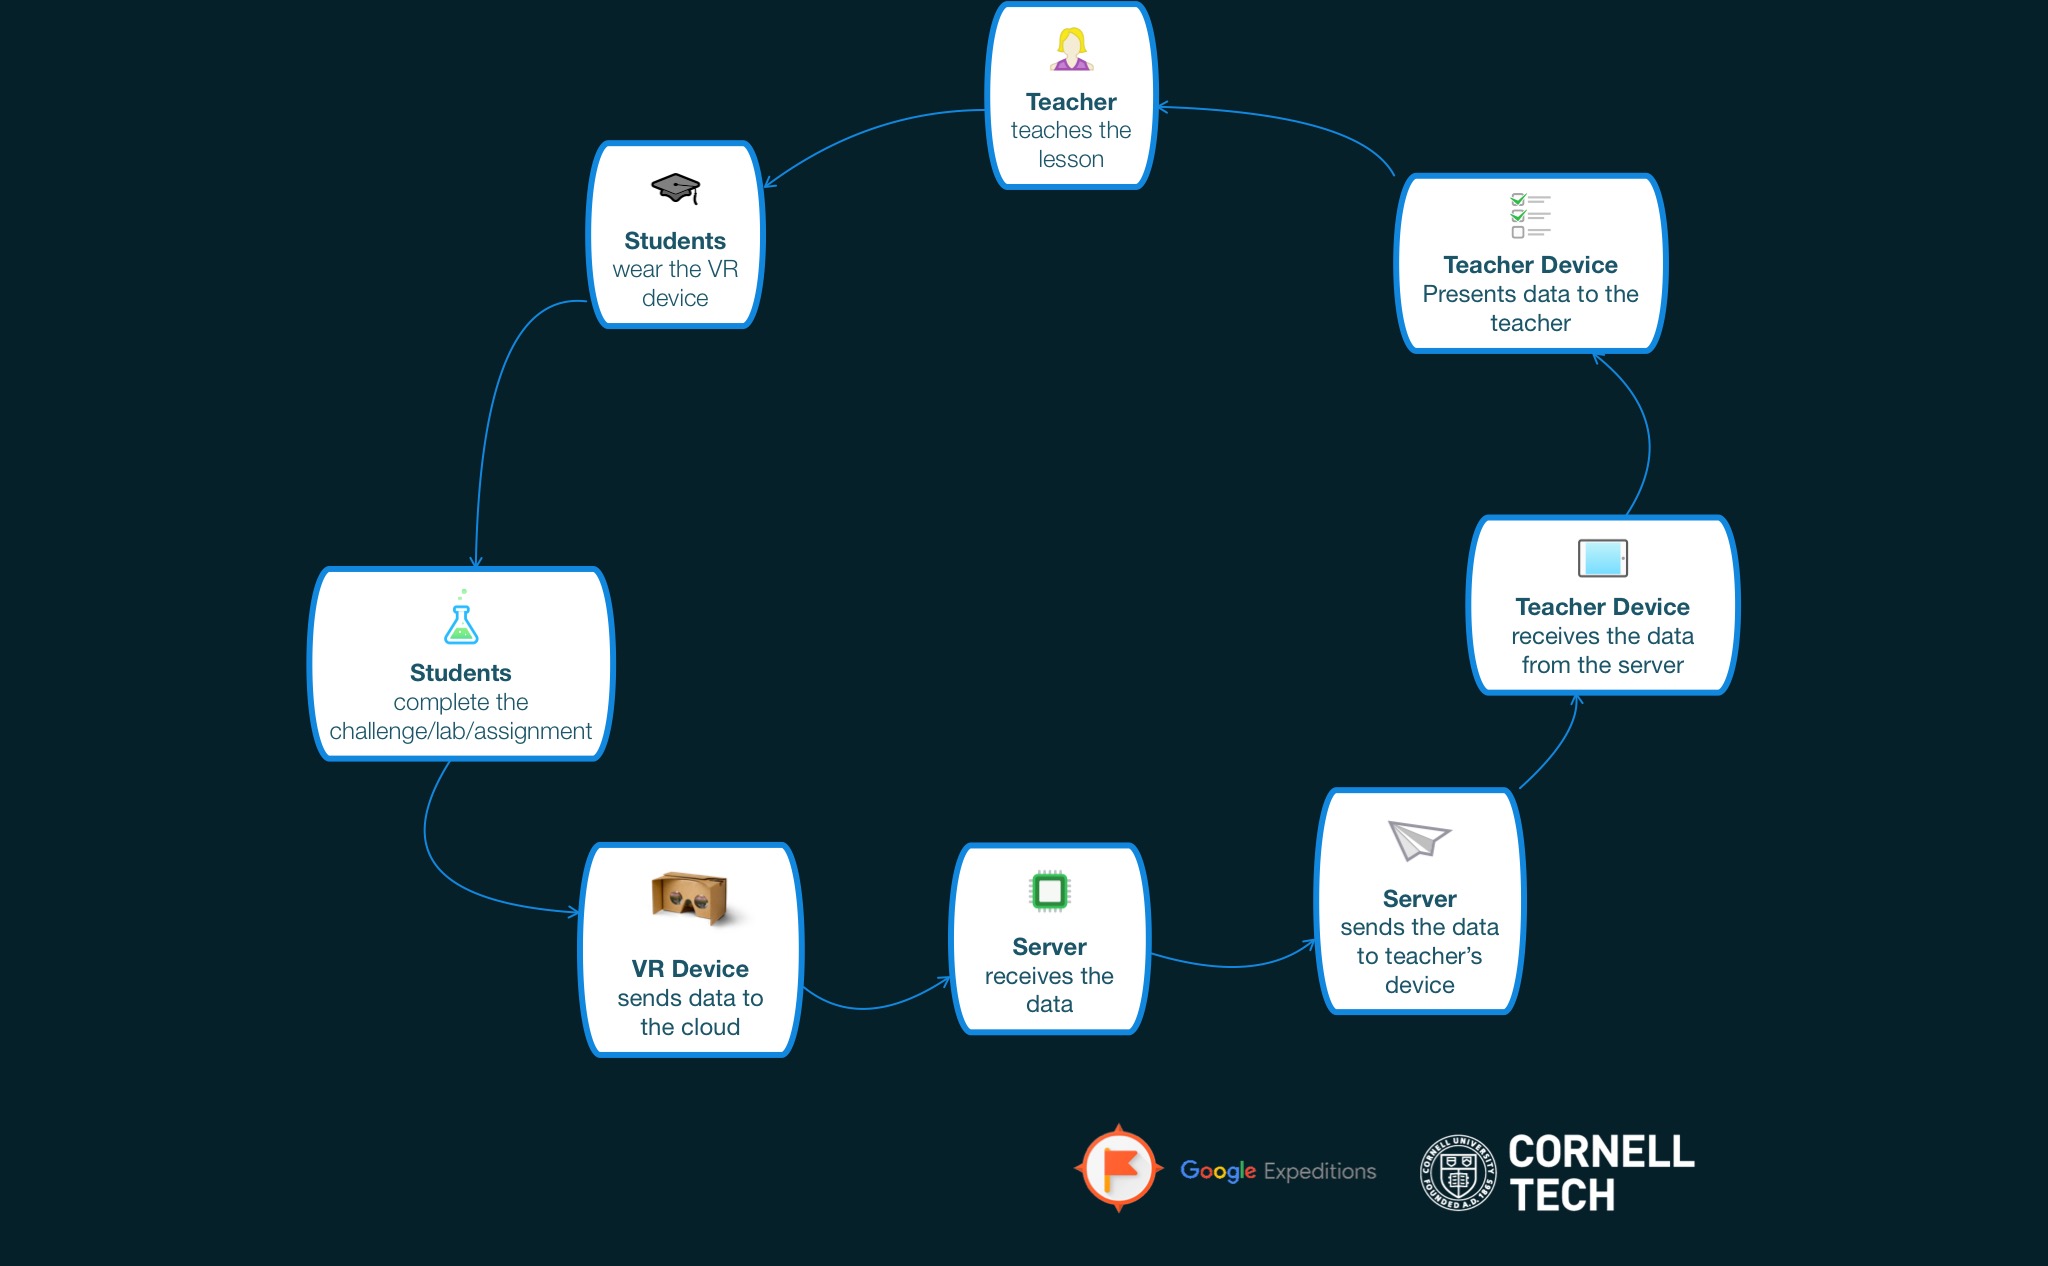 Teacher
teaches the
lesson
Students
wear the VR
device
Students
complete the
challenge/lab/assignment
VR Device
sends data to
the cloud
Server
receives the
data
Server
sends the data
to teacher’s
device
Teacher Device
receives the data
from the server
Teacher Device
Presents data to the
teacher
Google Expeditions
CORNELL UNIVERSITY
FOUNDED A.D. 1865
CORNELL
TECH